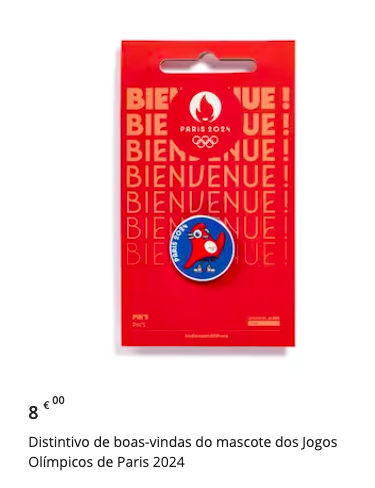 BIENVENUE !
PARIS 2024
BIENVENUE !
BIENVENUE !
BIENVENUE !
BIENVENUE !
BIENVENUE !
BIENVENUE !
PARIS 2024
PIN'S
PIN'S
8 € 00
Distintivo de boas-vindas do mascote dos Jogos
Olímpicos de Paris 2024